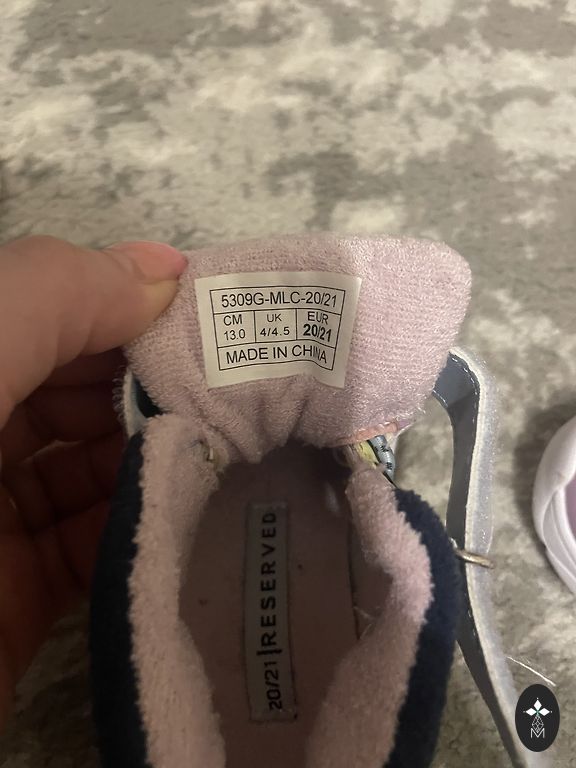 5309G-MLC-20/21
CM UK EUR
13.0 4/4.5 20/21
MADE IN CHINA
20/21 | RESERVED
M